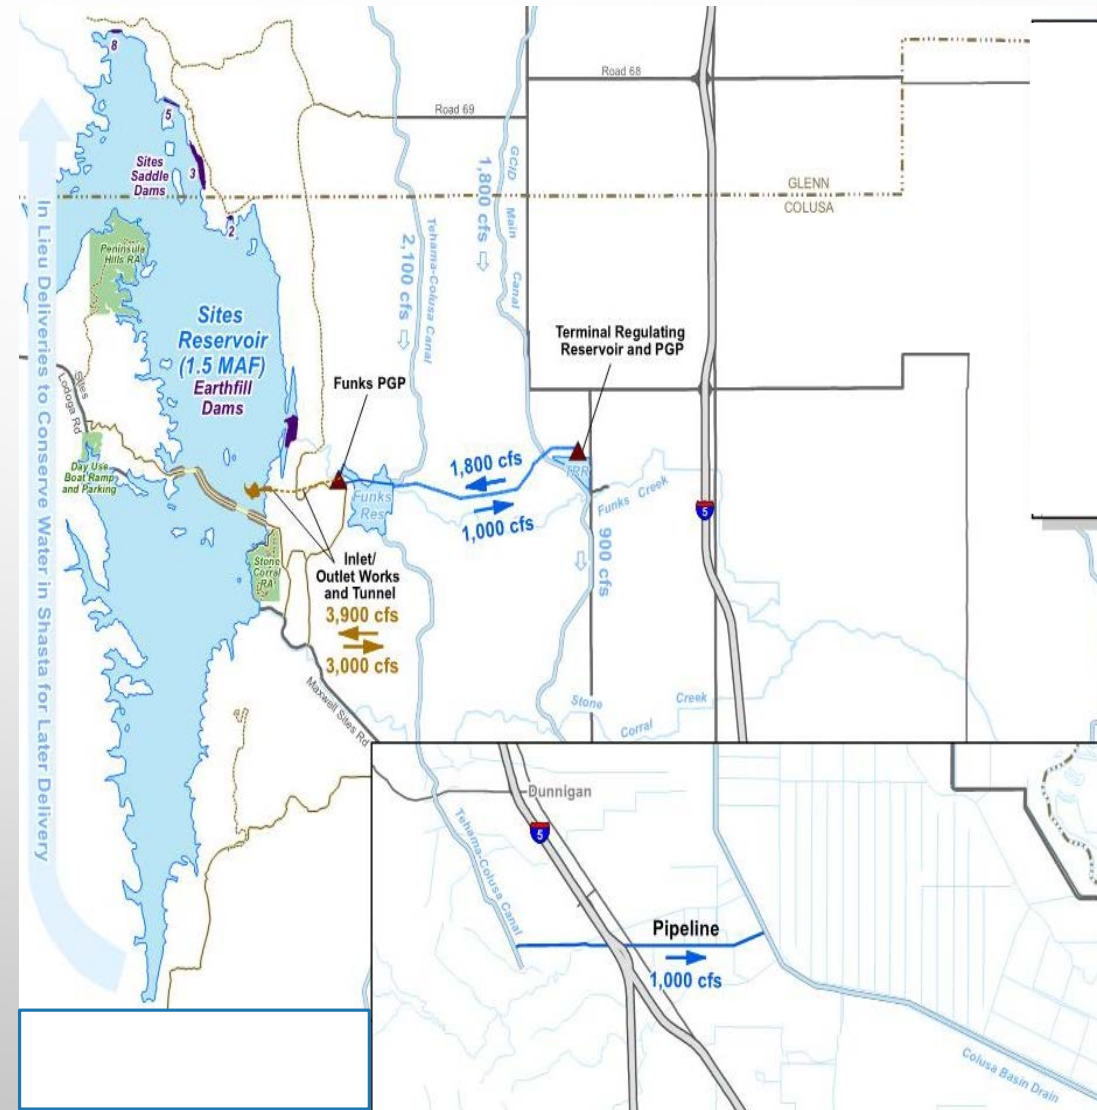 8
Road 68
Road 69
5
Sites
Saddle
Dams
3
GCID Main Canal
1,800 cfs
GLENN
COLUSA
2
Tehama-Colusa Canal
2,100 cfs
Peninsula
Hills RA
In Lieu Deliveries to Conserve Water in Shasta for Later Delivery
Sites
Reservoir
(1.5 MAF)
Earthfill
Dams
Terminal Regulating
Reservoir and PGP
Funks PGP
Sites
Lodoga Rd
Day Use
Boat Ramp
and Parking
1,800 cfs
1,000 cfs
TRR
Funks
Res
Funks Creek
5
900 cfs
Stone
Corral
RA
Inlet/
Outlet Works
and Tunnel
3,900 cfs
3,000 cfs
Maxwell Sites Rd
Stone Corral Creek
Dunnigan
5
Tehama-Colusa Canal
Pipeline
1,000 cfs
Colusa Basin Drain